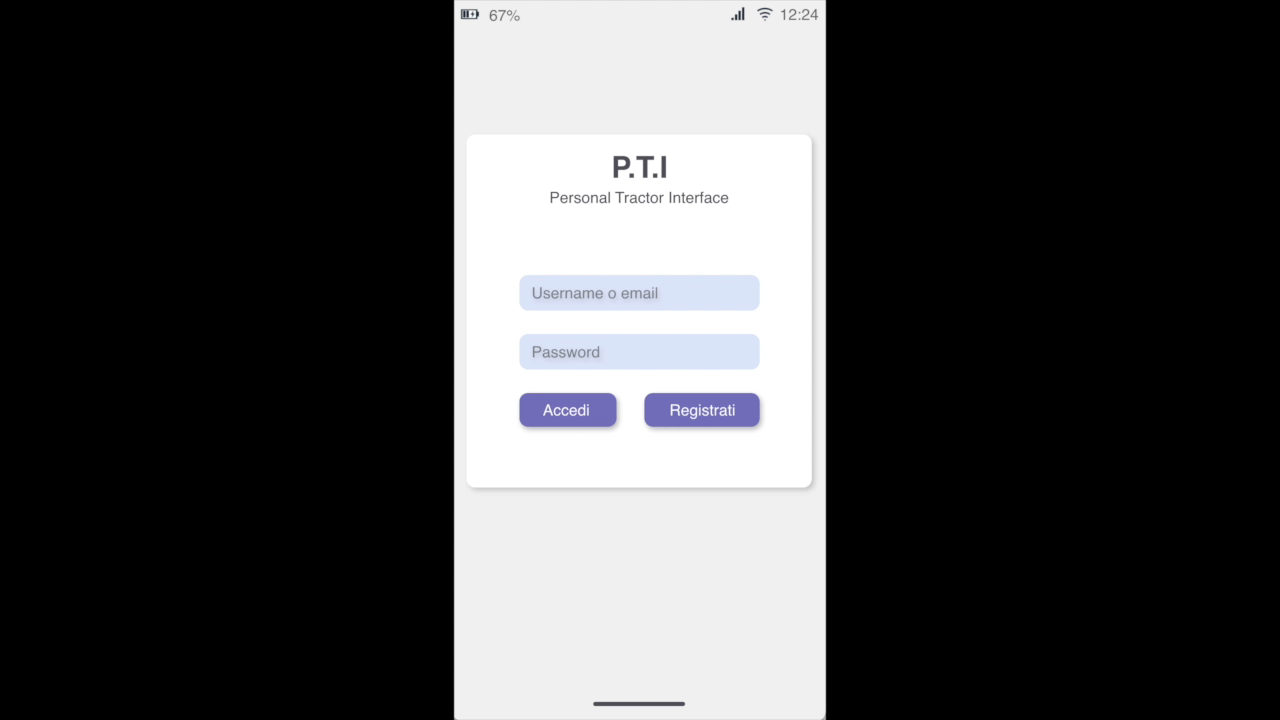 67% 12:24
P.T.I
Personal Tractor Interface
Username o email
Password
Accedi Registrati